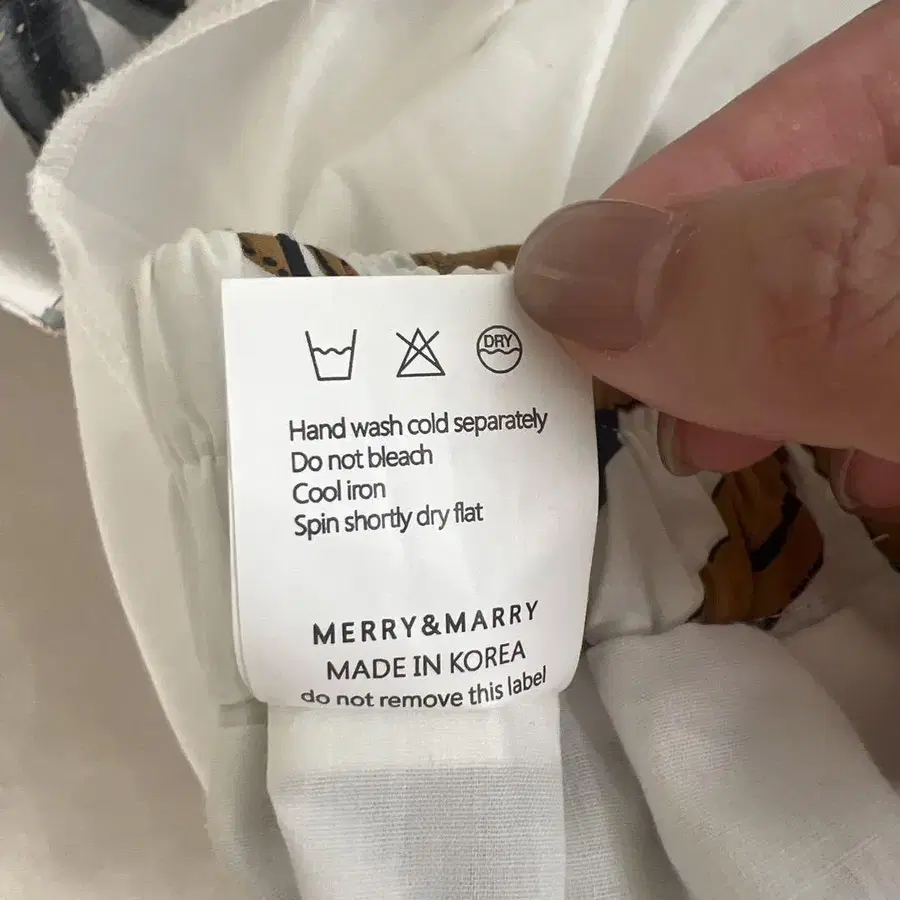 DRY
Hand wash cold separately
Do not bleach
Cool iron
Spin shortly dry flat
MERRY&MARRY
MADE IN KOREA
do not remove this label